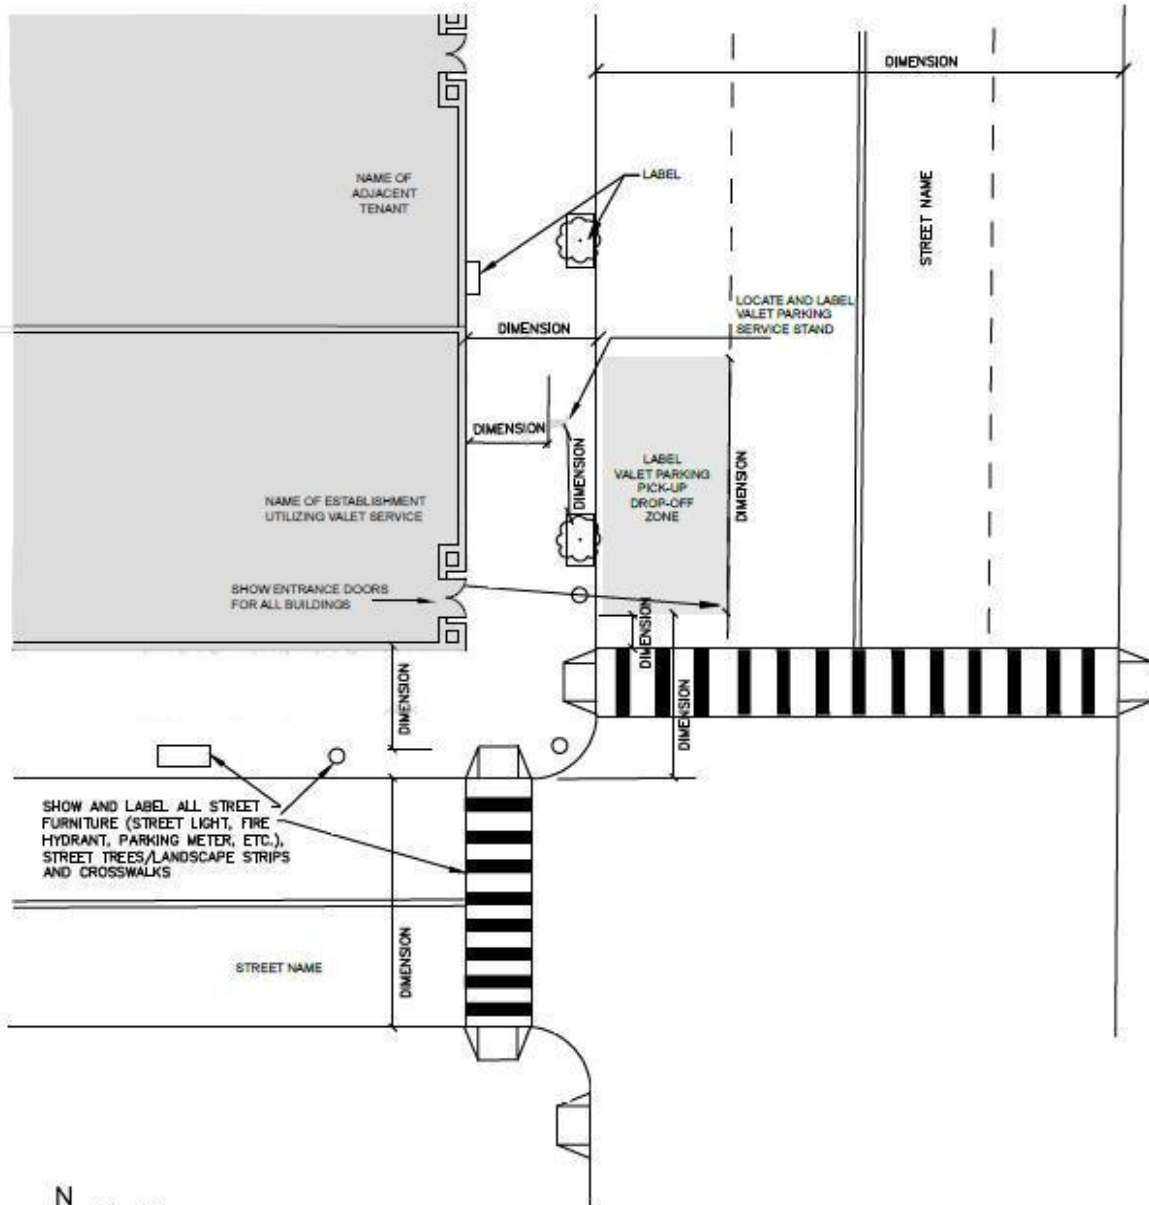 DIMENSION
NAME OF
ADJACENT
TENANT
LABEL
STREET NAME
LOCATE AND LABEL
VALET PARKING
SERVICE STAND
DIMENSION
DIMENSION
DIMENSION
LABEL
VALET PARKING
PICK-UP
DROP-OFF
ZONE
DIMENSION
NAME OF ESTABLISHMENT
UTILIZING VALET SERVICE
SHOW ENTRANCE DOORS
FOR ALL BUILDINGS
DIMENSION
DIMENSION
DIMENSION
SHOW AND LABEL ALL STREET
FURNITURE (STREET LIGHT, FIRE
HYDRANT, PARKING METER, ETC.),
STREET TREES/LANDSCAPE STRIPS
AND CROSSWALKS
DIMENSION
STREET NAME
N